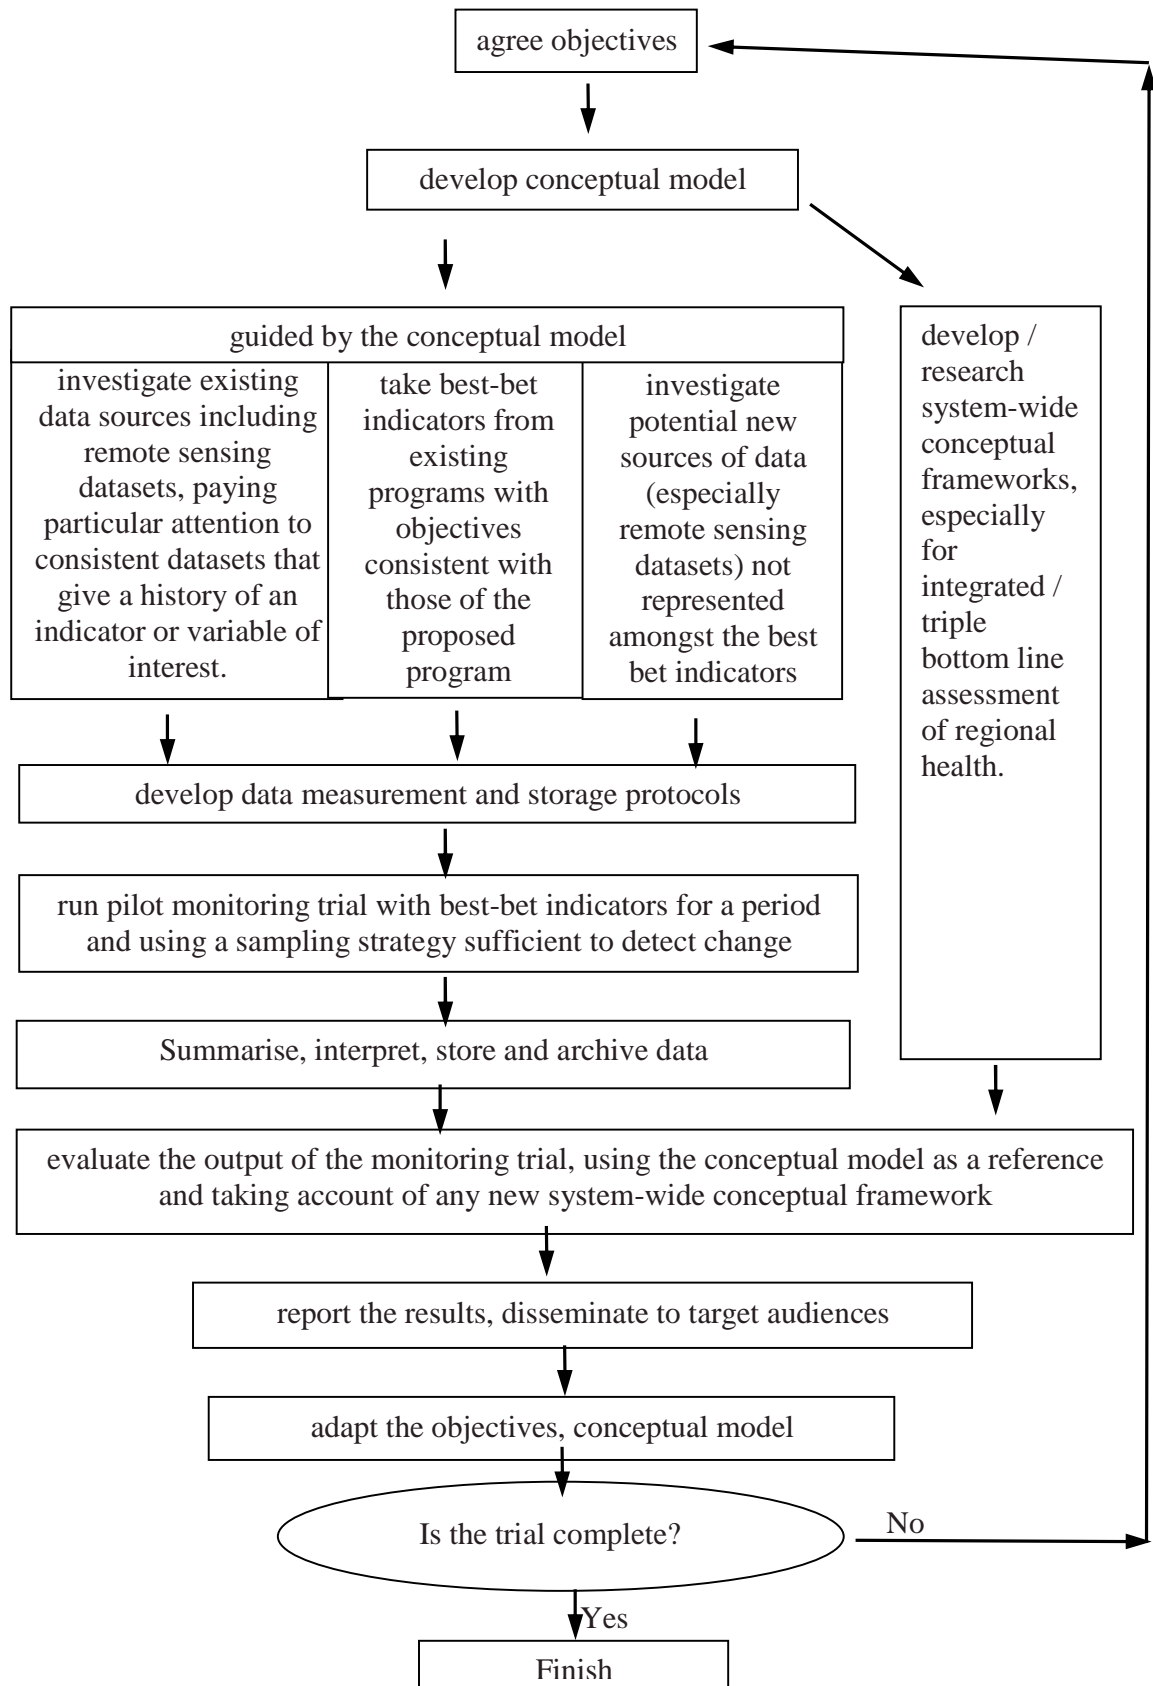 agree objectives
develop conceptual model
guided by the conceptual model
investigate existing
data sources including
remote sensing
datasets, paying
particular attention to
consistent datasets that
give a history of an
indicator or variable of
interest.
take best-bet
indicators from
existing
programs with
objectives
consistent with
those of the
proposed
program
investigate
potential new
sources of data
(especially
remote sensing
datasets) not
represented
amongst the best
bet indicators
develop /
research
system-wide
conceptual
frameworks,
especially
for
integrated /
triple
bottom line
assessment
of regional
health.
develop data measurement and storage protocols
run pilot monitoring trial with best-bet indicators for a period
and using a sampling strategy sufficient to detect change
Summarise, interpret, store and archive data
evaluate the output of the monitoring trial, using the conceptual model as a reference
and taking account of any new system-wide conceptual framework
report the results, disseminate to target audiences
adapt the objectives, conceptual model
Is the trial complete?
No
Yes
Finish